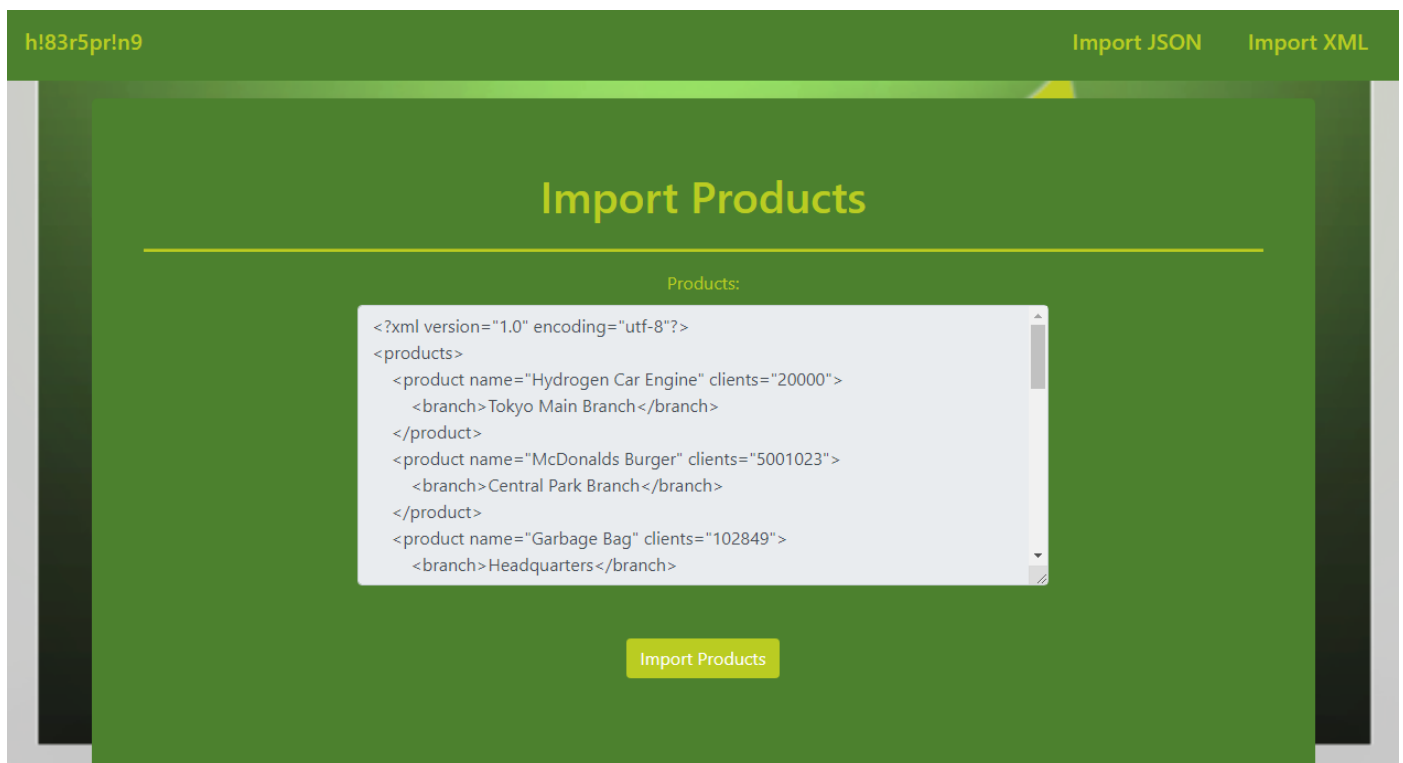 h!83r5pr!n9 Import JSON Import XML
Import Products
Products:
<?xml version="1.0" encoding="utf-8"?>
<products>
<product name="Hydrogen Car Engine" clients="20000">
<branch>Tokyo Main Branch</branch>
</product>
<product name="McDonalds Burger" clients="5001023">
<branch>Central Park Branch</branch>
</product>
<product name="Garbage Bag" clients="102849">
<branch>Headquarters</branch>
Import Products